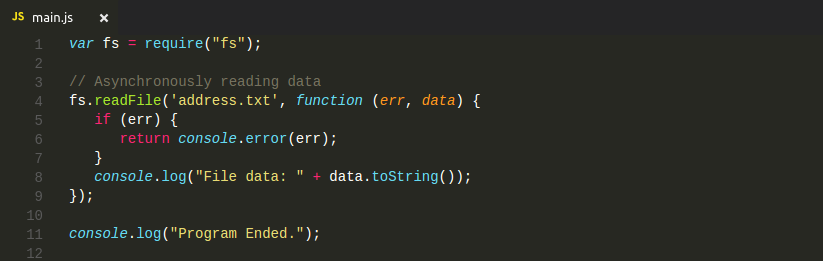 JS main.js ×
1 var fs = require("fs");
2
3 // Asynchronously reading data
4 fs.readFile('address.txt', function (err, data) {
5    if (err) {
6       return console.error(err);
7    }
8    console.log("File data: " + data.toString());
9 });
10
11 console.log("Program Ended.");
12